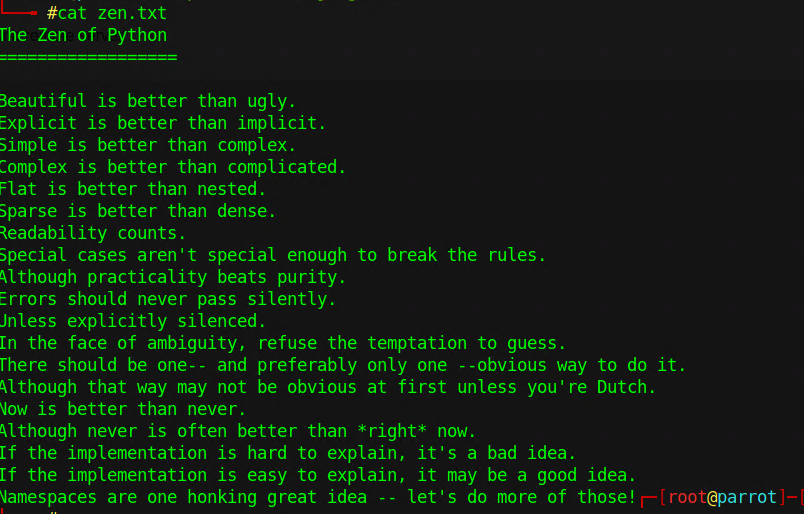 #cat zen.txt
The Zen of Python
==================
Beautiful is better than ugly.
Explicit is better than implicit.
Simple is better than complex.
Complex is better than complicated.
Flat is better than nested.
Sparse is better than dense.
Readability counts.
Special cases aren't special enough to break the rules.
Although practicality beats purity.
Errors should never pass silently.
Unless explicitly silenced.
In the face of ambiguity, refuse the temptation to guess.
There should be one-- and preferably only one --obvious way to do it.
Although that way may not be obvious at first unless you're Dutch.
Now is better than never.
Although never is often better than *right* now.
If the implementation is hard to explain, it's a bad idea.
If the implementation is easy to explain, it may be a good idea.
Namespaces are one honking great idea -- let's do more of those!┌─[root@parrot]─[